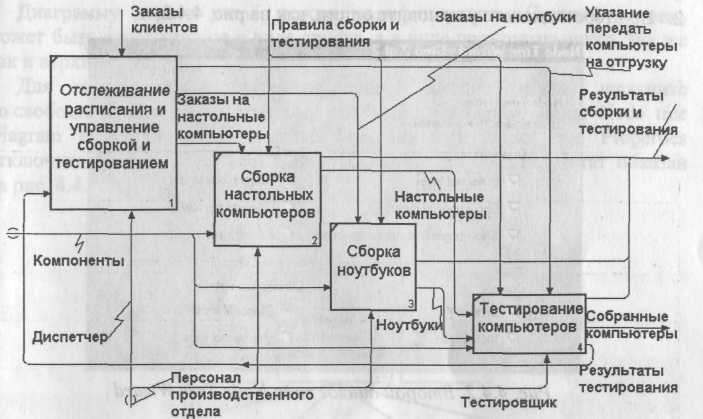 Заказы
клиентов
Правила сборки и
тестирования
Заказы на ноутбуки
Указание
передать
компьютеры
на отгрузку
Отслеживание
расписания и
управление
сборкой и
тестированием
1
Заказы на
настольные
компьютеры
Результаты
сборки и
тестирования
Сборка
настольных
компьютеров
2
Настольные
компьютеры
Компоненты
Сборка
ноутбуков
3
Диспетчер
Ноутбуки
Тестирование
компьютеров
4
Собранные
компьютеры
Персонал
производственного
отдела
Тестировщик
Результаты
тестирования